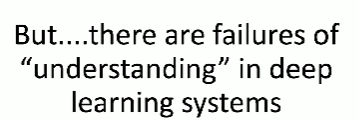 But....there are failures of
“understanding” in deep
learning systems